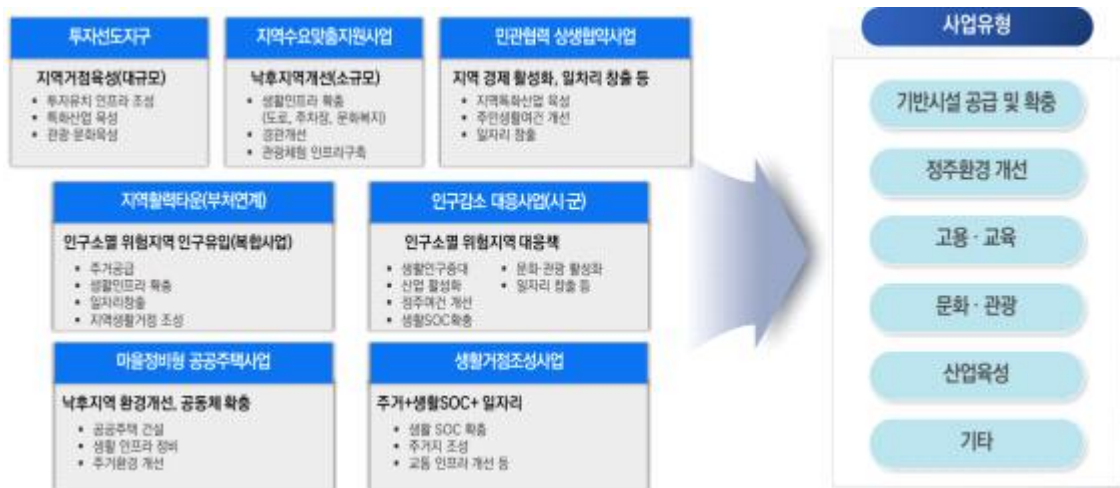 투자선도지구
지역거점육성(대규모)
• 투자유치 인프라 조성
• 특화산업 육성
• 관광·문화육성
지역수요맞춤지원사업
낙후지역개선(소규모)
• 생활인프라 확충
(도로, 주차장, 문화복지)
• 경관개선
• 관광체험 인프라구축
민관협력 상생협약사업
지역 경제 활성화, 일자리 창출 등
• 지역특화산업 육성
• 주민생활여건 개선
• 일자리 창출
지역활력타운(부처연계)
인구소멸 위험지역 인구유입(복합사업)
• 주거공급
• 생활인프라 확충
• 일자리창출
• 지역생활거점 조성
인구감소 대응사업(시·군)
인구소멸 위험지역 대응책
• 생활인구증대
• 산업 활성화
• 정주여건 개선
• 생활SOC확충
• 문화·관광 활성화
• 일자리 창출 등
마을정비형 공공주택사업
낙후지역 환경개선, 공동체 확충
• 공공주택 건설
• 생활 인프라 정비
• 주거환경 개선
생활거점조성사업
주거+생활SOC+ 일자리
• 생활 SOC 확충
• 주거지 조성
• 교통 인프라 개선 등
사업유형
기반시설 공급 및 확충
정주환경 개선
고용 · 교육
문화 · 관광
산업육성
기타